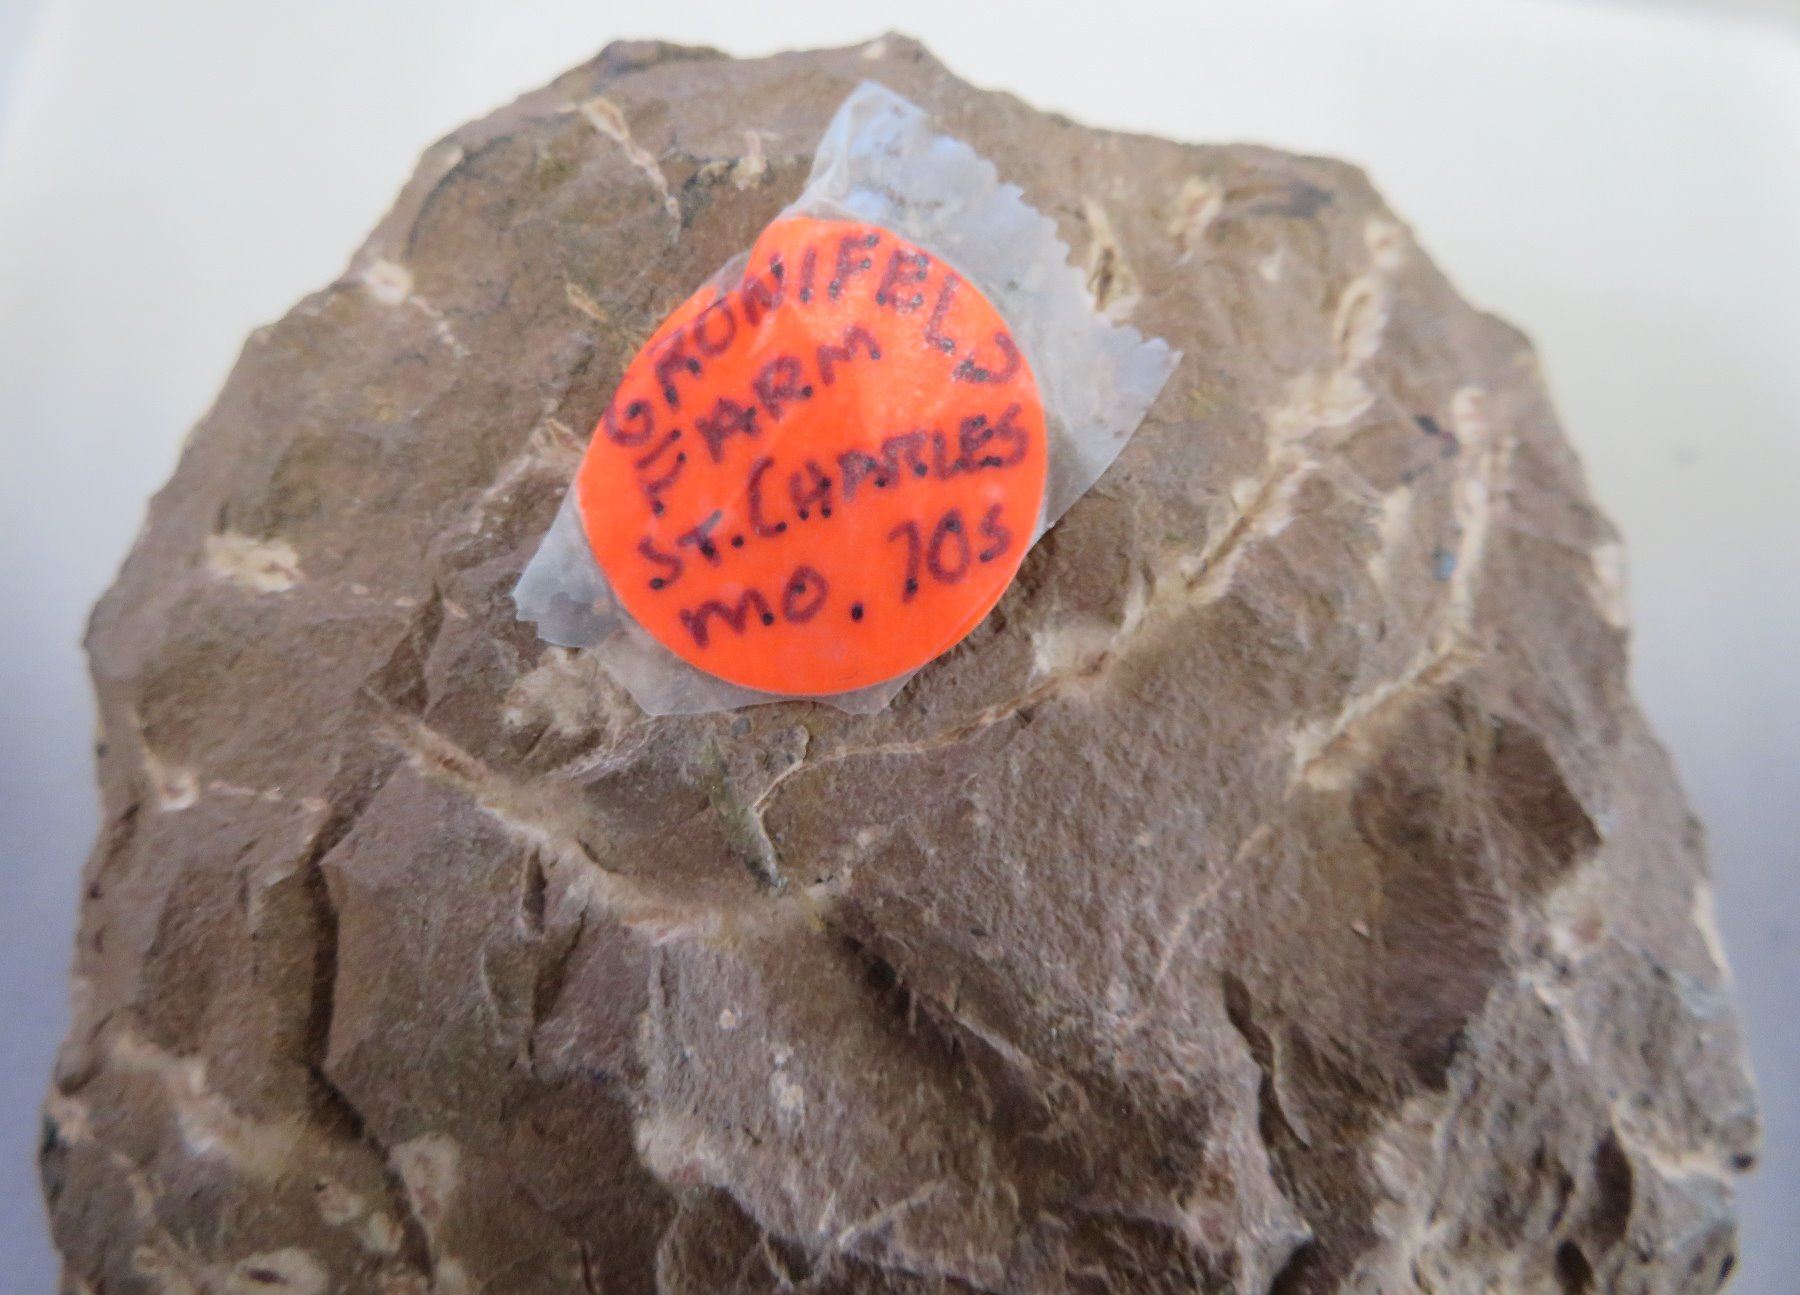 GRONIFELD
FARM
ST. CHARLES
MO. 70s